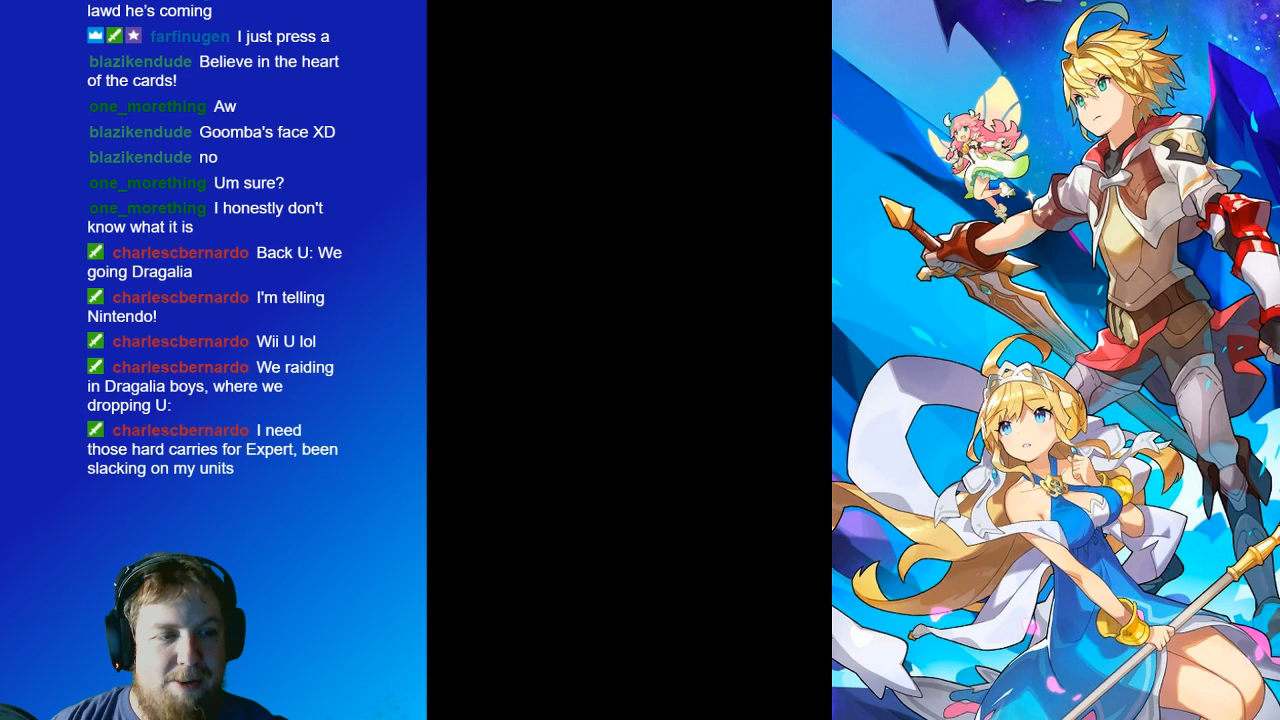 lawd he's coming
farfinugen I just press a
blazikendude Believe in the heart
of the cards!
one_morething Aw
blazikendude Goomba's face XD
blazikendude no
one_morething Um sure?
one_morething I honestly don't
know what it is
charlescbernardo Back U: We
going Dragalia
charlescbernardo I'm telling
Nintendo!
charlescbernardo Wii U lol
charlescbernardo We raiding
in Dragalia boys, where we
dropping U:
charlescbernardo I need
those hard carries for Expert, been
slacking on my units